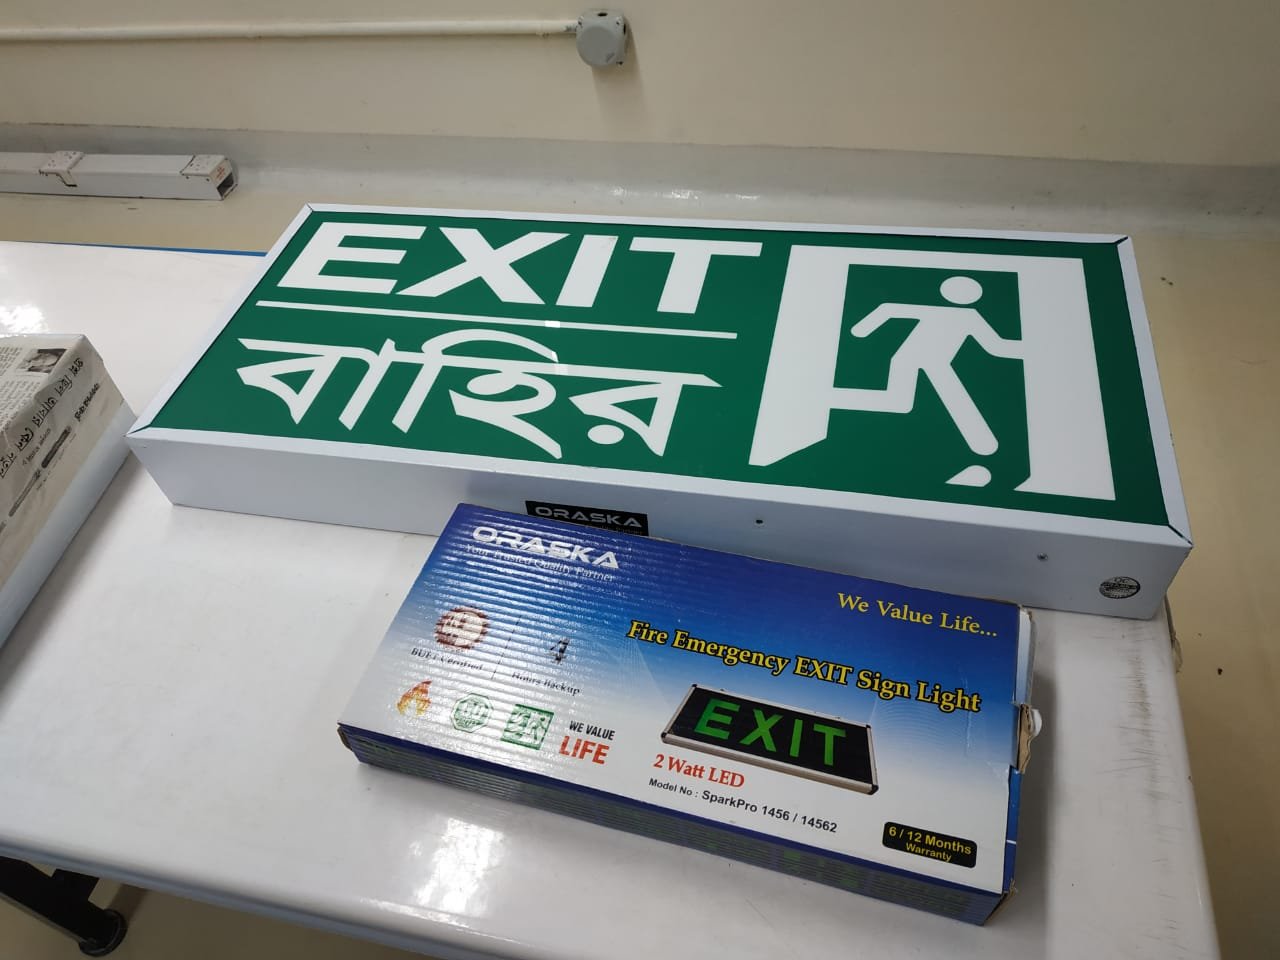 EXIT
বাহির
ORASKA
ORASKA
Your Trusted Quality Partner
We Value Life...
Fire Emergency EXIT Sign Light
BUET Verified
4
Hours Backup
WE VALUE
LIFE
EXIT
2 Watt LED
Model No : SparkPro 1456 / 14562
6 / 12 Months
Warranty